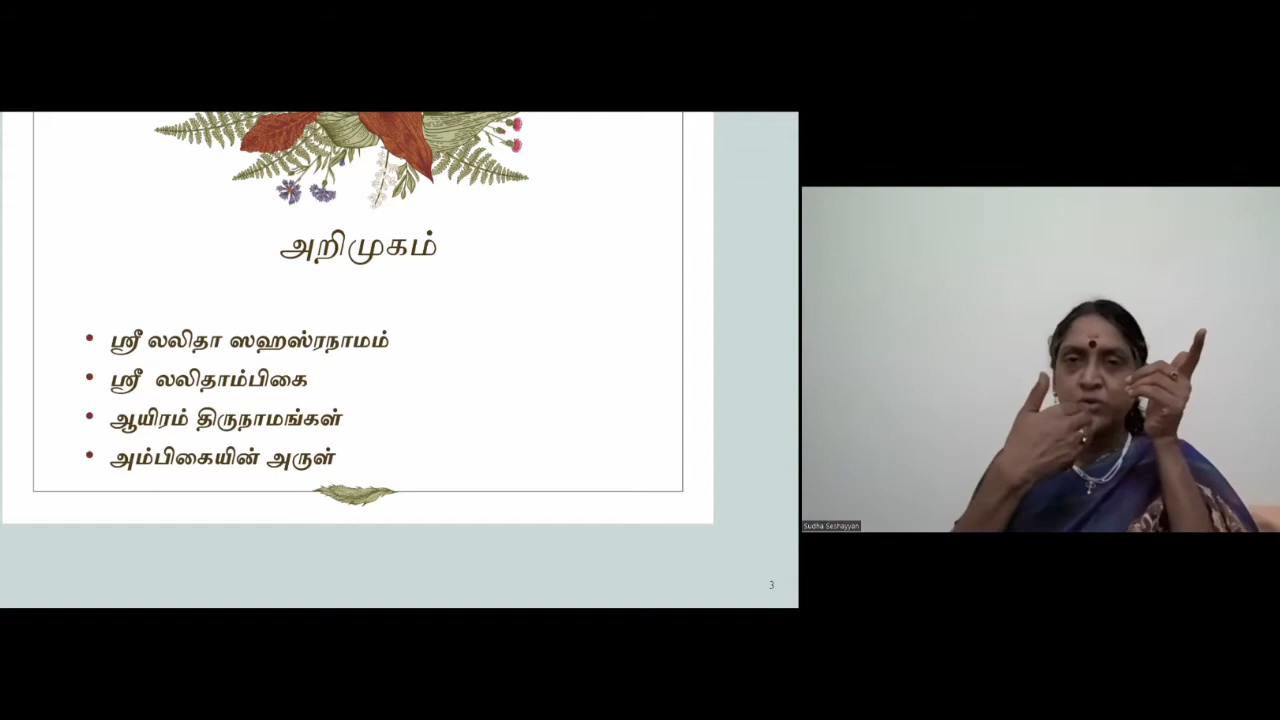 அறிமுகம்
• ஸ்ரீ லலிதா ஸஹஸ்ரநாமம்
• ஸ்ரீ லலிதாம்பிகை
• ஆயிரம் திருநாமங்கள்
• அம்பிகையின் அருள்
3
Sudha Seshayyan